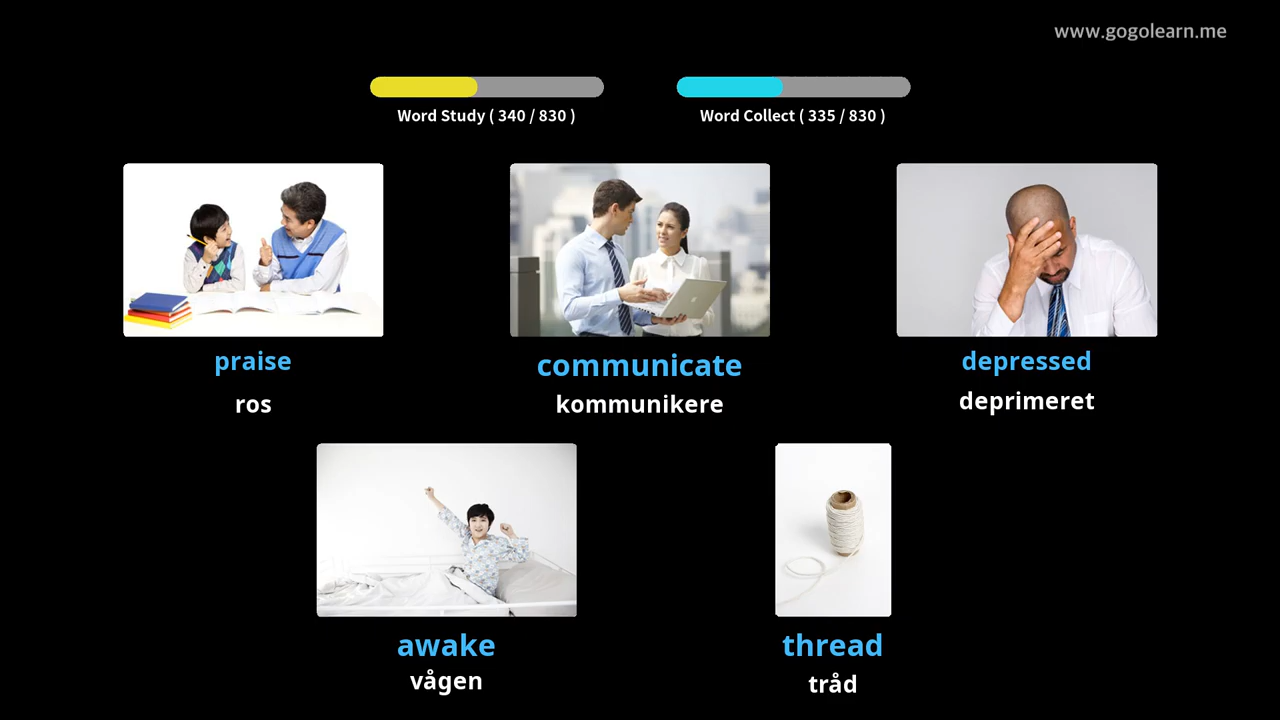 www.gogolearn.me
Word Study ( 340 / 830 )
Word Collect ( 335 / 830 )
praise
ros
communicate
kommunikere
depressed
deprimeret
awake
vågen
thread
tråd